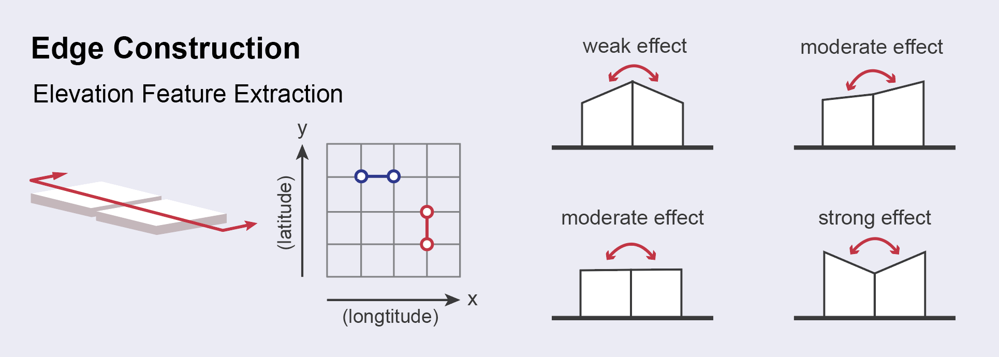 Edge Construction
Elevation Feature Extraction
y
(latitude)
x
(longtitude)
weak effect
moderate effect
moderate effect
strong effect